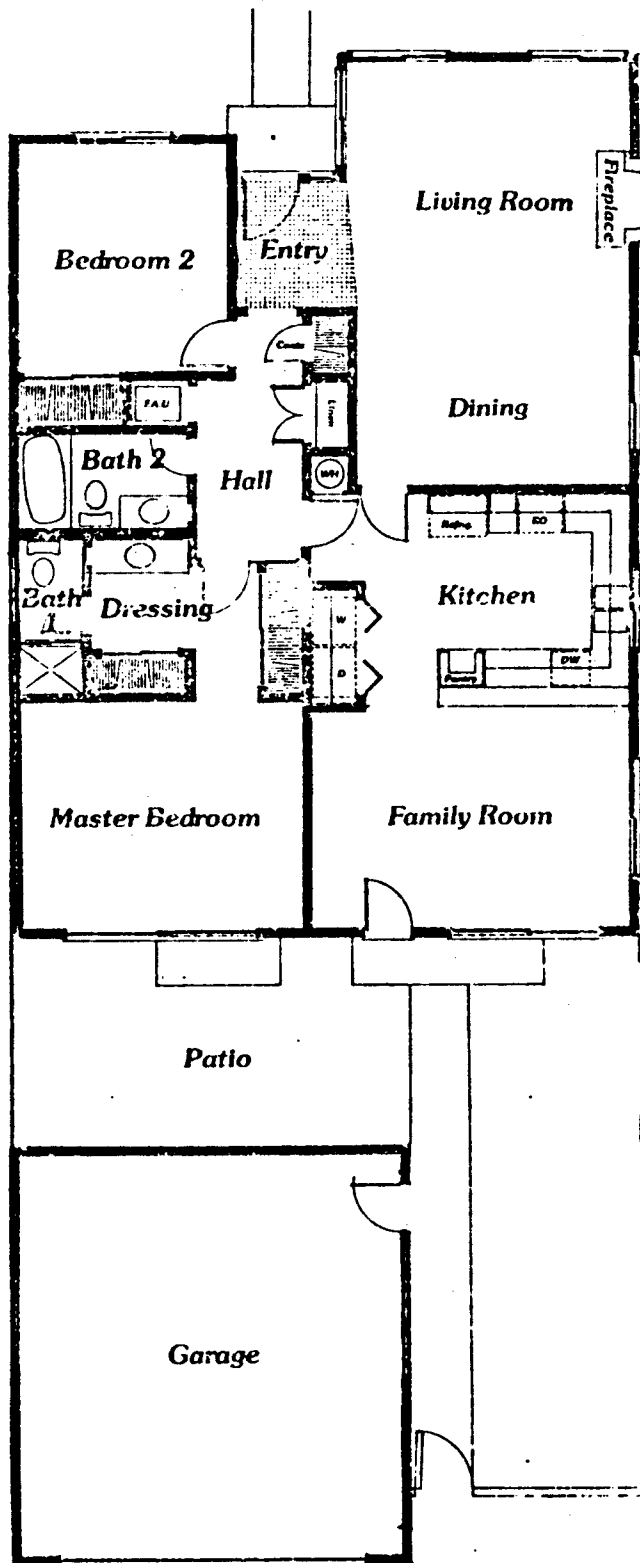 Living Room
Fireplace
Bedroom 2
Entry
Coats
F.A.U
Linen
Dining
Bath 2
Hall
WH
Refrig.
DO
Bath
1
Dressing
Kitchen
W
D
Pantry
DW
Master Bedroom
Family Room
Patio
Garage